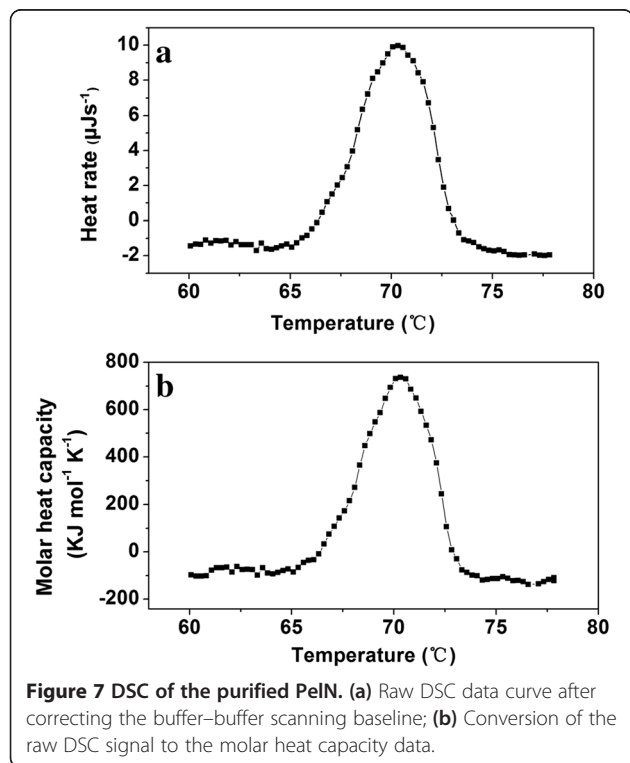 a
10
8
6
4
2
0
-2
Heat rate (μJs⁻¹)
60 65 70 75 80
Temperature (℃)
b
800
600
400
200
0
-200
Molar heat capacity
(KJ mol⁻¹ K⁻¹)
60 65 70 75 80
Temperature (℃)
Figure 7 DSC of the purified PelN. (a) Raw DSC data curve after
correcting the buffer–buffer scanning baseline; (b) Conversion of the
raw DSC signal to the molar heat capacity data.